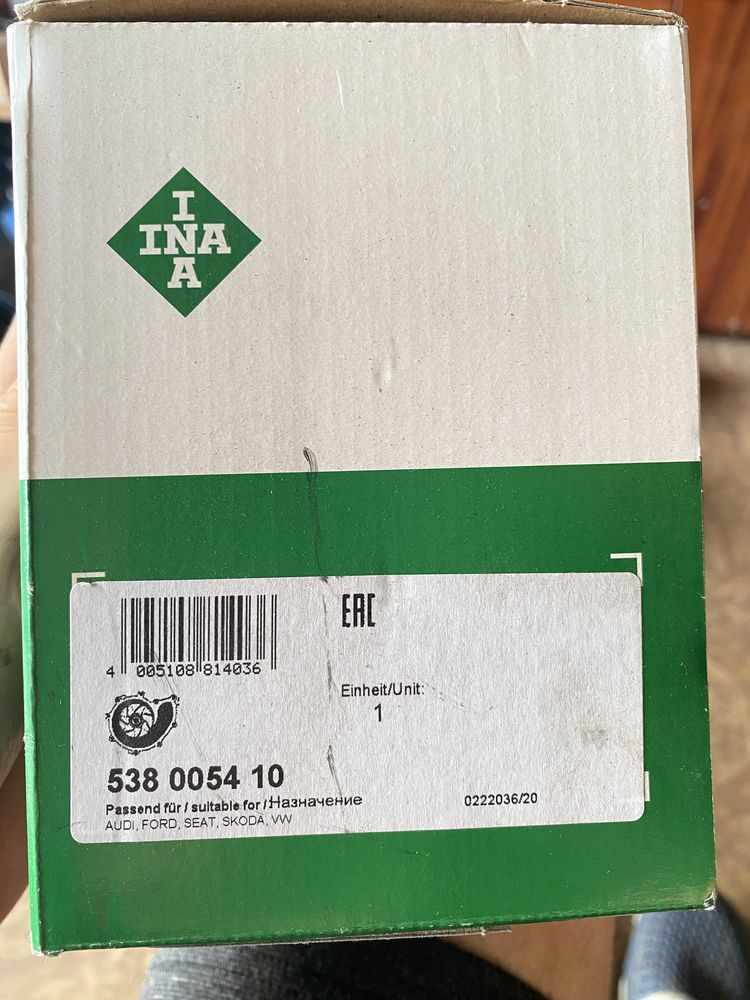 I
INA
A
EAC
4 005108 814036
Einheit/Unit:
1
538 0054 10
Passend für / suitable for / Назначение
AUDI, FORD, SEAT, SKODA, VW
0222036/20